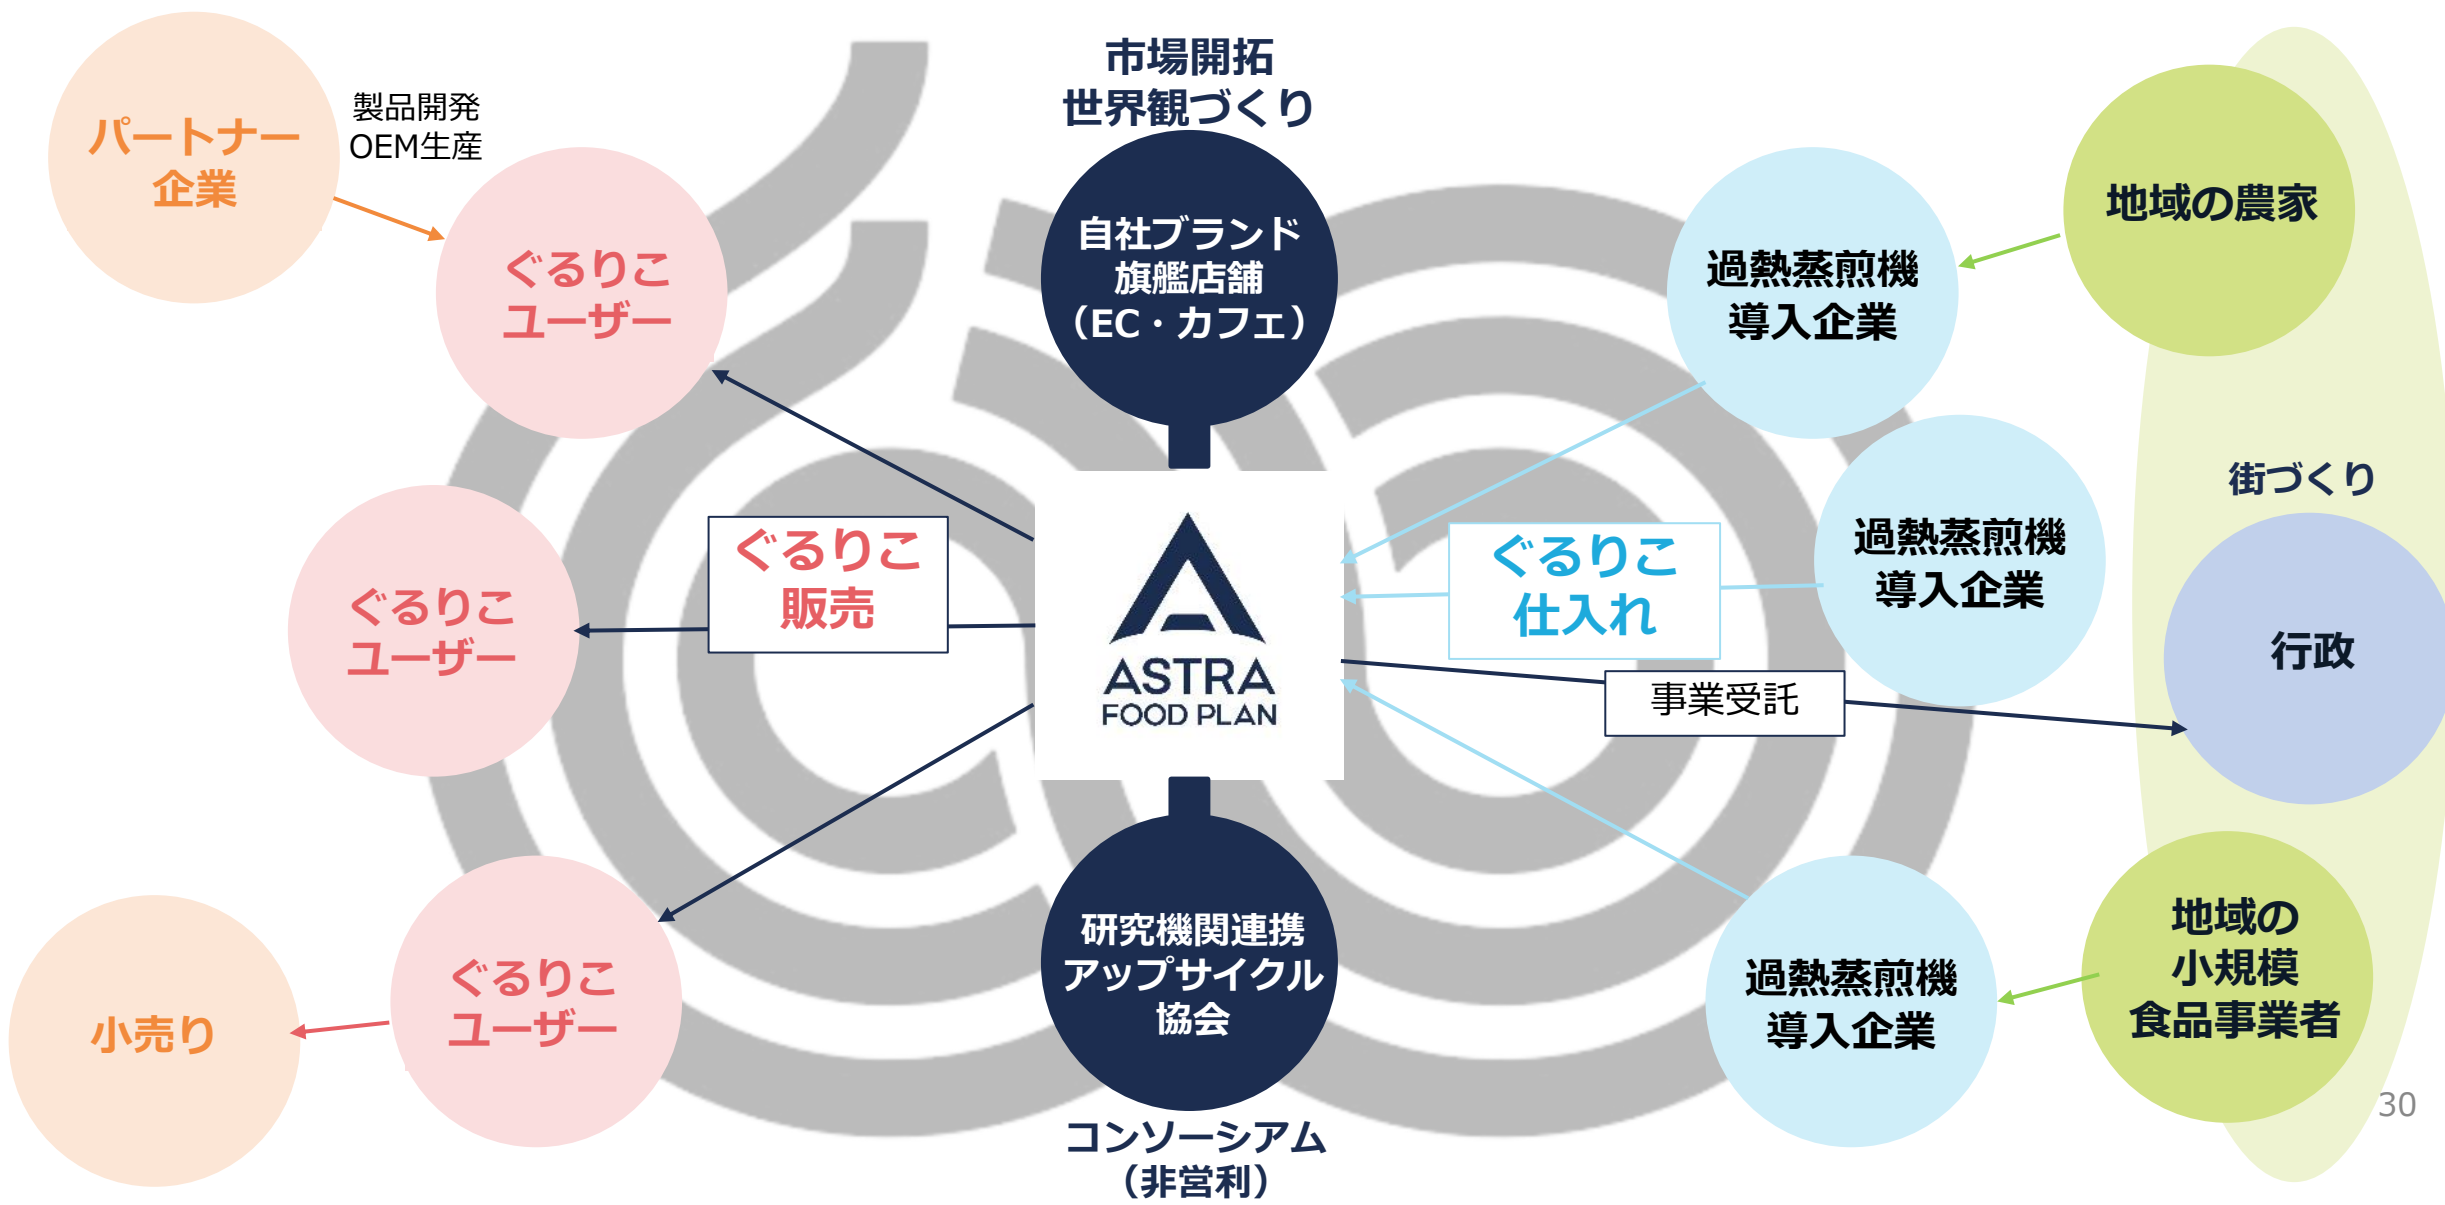 市場開拓
世界観づくり
パートナー
企業
製品開発
OEM生産
ぐるりこ
ユーザー
自社ブランド
旗艦店舗
（EC・カフェ）
過熱蒸煎機
導入企業
地域の農家
ぐるりこ
ユーザー
ぐるりこ
販売
ASTRA
FOOD PLAN
ぐるりこ
仕入れ
過熱蒸煎機
導入企業
街づくり
行政
事業受託
小売り
ぐるりこ
ユーザー
研究機関連携
アップサイクル
協会
コンソーシアム
（非営利）
過熱蒸煎機
導入企業
地域の
小規模
食品事業者
30